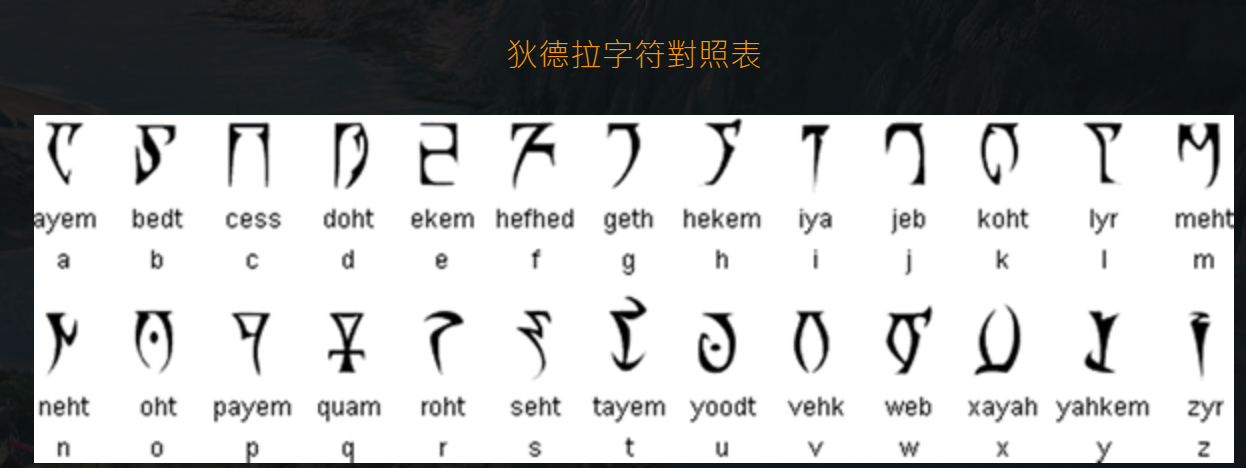 狄德拉字符對照表
ayem bedt cess doht ekem hefhed geth hekem iya jeb koht lyr meht
a b c d e f g h i j k l m
neht oht payem quam roht seht tayem yoodt vehk web xayah yahkem zyr
n o p q r s t u v w x y z